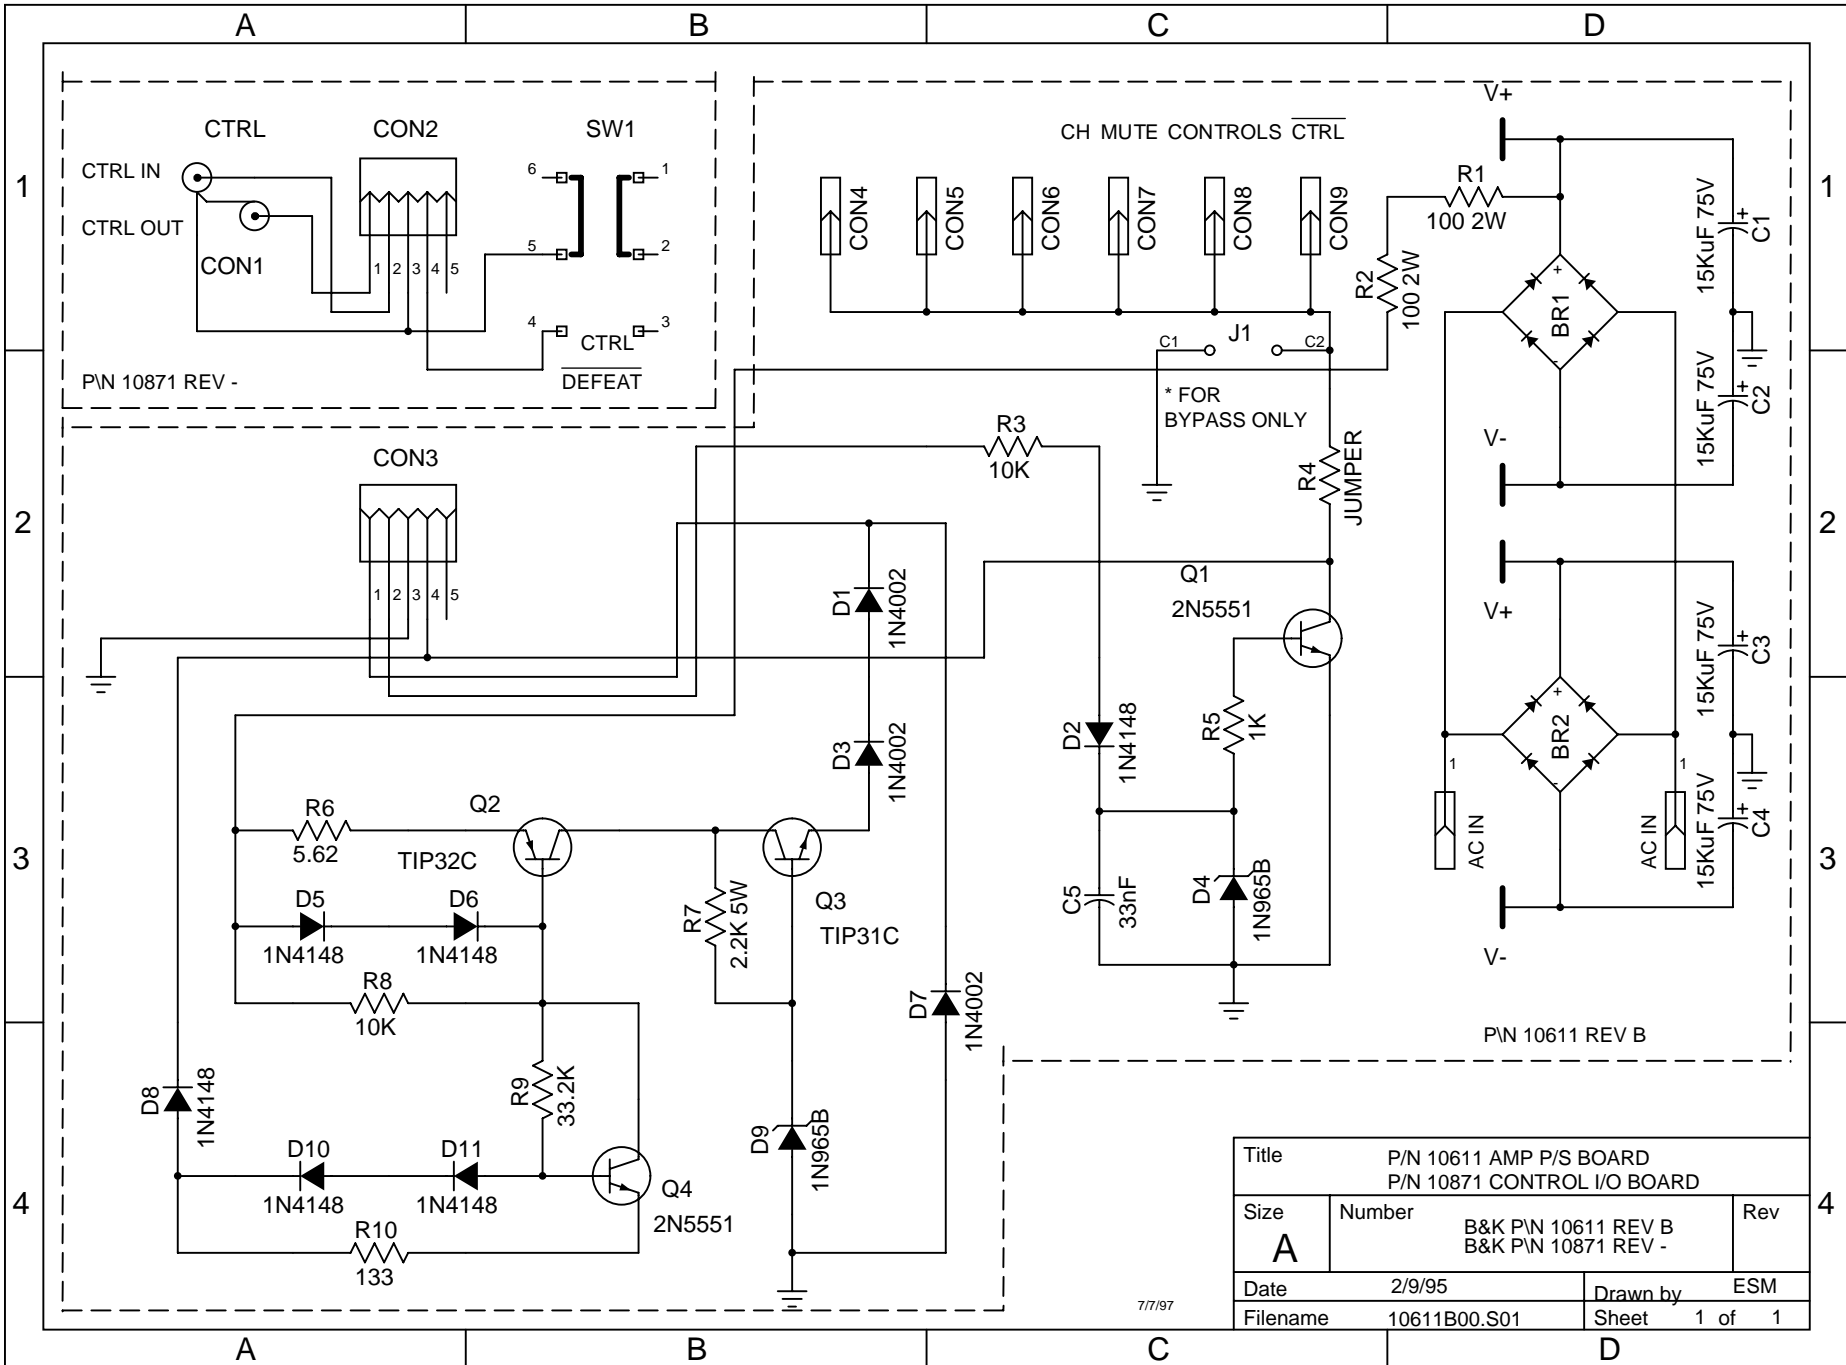 A B C D
1 1
2 2
3 3
4 4
A B C D
CTRL CON2 SW1
CTRL IN
CTRL OUT
CON1
1 2 3 4 5
6 1
5 2
4 3
CTRL
DEFEAT
P\N 10871 REV -
CH MUTE CONTROLS CTRL
CON4 CON5 CON6 CON7 CON8 CON9
C1 J1 C2
* FOR
BYPASS ONLY
V+
R1
100 2W
R2
100 2W
+
BR1
-
15KuF 75V
+
C1
15KuF 75V
+
C2
V-
CON3
1 2 3 4 5
R3
10K
R4
JUMPER
Q1
2N5551
V+
+
BR2
-
15KuF 75V
+
C3
15KuF 75V
+
C4
1
AC IN
1
AC IN
V-
D1
1N4002
D3
1N4002
D2
1N4148
R5
1K
C5
33nF
D4
1N965B
R6
5.62
Q2
TIP32C
D5
1N4148
D6
1N4148
R7
2.2K 5W
Q3
TIP31C
R8
10K
D7
1N4002
R9
33.2K
D8
1N4148
D10
1N4148
D11
1N4148
D9
1N965B
Q4
2N5551
R10
133
P\N 10611 REV B
7/7/97
Title
P/N 10611 AMP P/S BOARD
P/N 10871 CONTROL I/O BOARD
Size
A
Number
B&K P\N 10611 REV B
B&K P\N 10871 REV -
Rev
Date 2/9/95 Drawn by ESM
Filename 10611B00.S01 Sheet 1 of 1